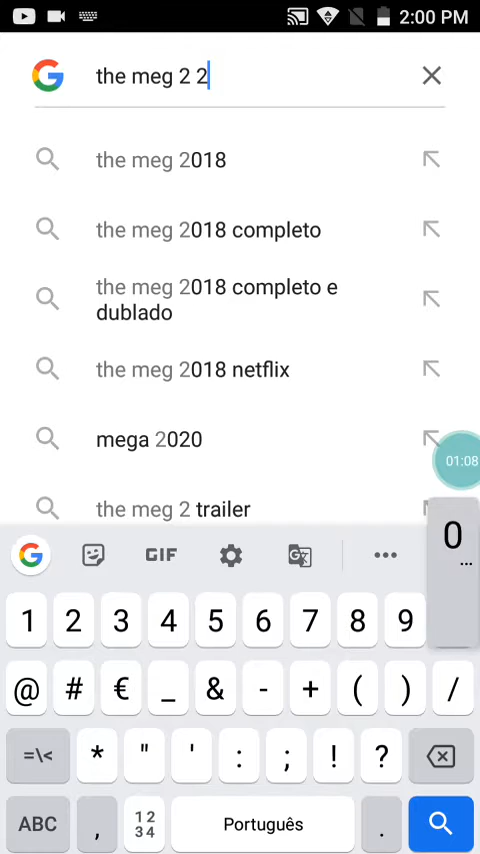 2:00 PM
the meg 2 2
the meg 2018
the meg 2018 completo
the meg 2018 completo e
dublado
the meg 2018 netflix
mega 2020
01:08
the meg 2 trailer
0
...
GIF
1 2 3 4 5 6 7 8 9
@ # € _ & - + ( ) /
=\< * " ' : ; ! ?
ABC , 12 Português .
34